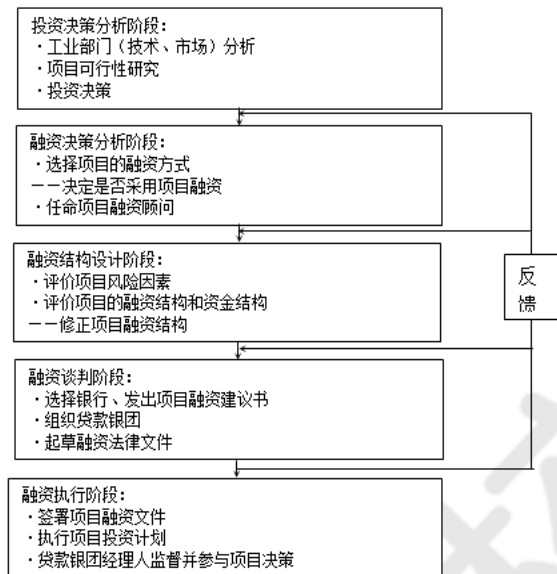 投资决策分析阶段：
·工业部门（技术、市场）分析
·项目可行性研究
·投资决策
融资决策分析阶段：
·选择项目的融资方式
——决定是否采用项目融资
·任命项目融资顾问
融资结构设计阶段：
·评价项目风险因素
·评价项目的融资结构和资金结构
——修正项目融资结构
反
馈
融资谈判阶段：
·选择银行、发出项目融资建议书
·组织贷款银团
·起草融资法律文件
融资执行阶段：
·签署项目融资文件
·执行项目投资计划
·贷款银团经理人监督并参与项目决策